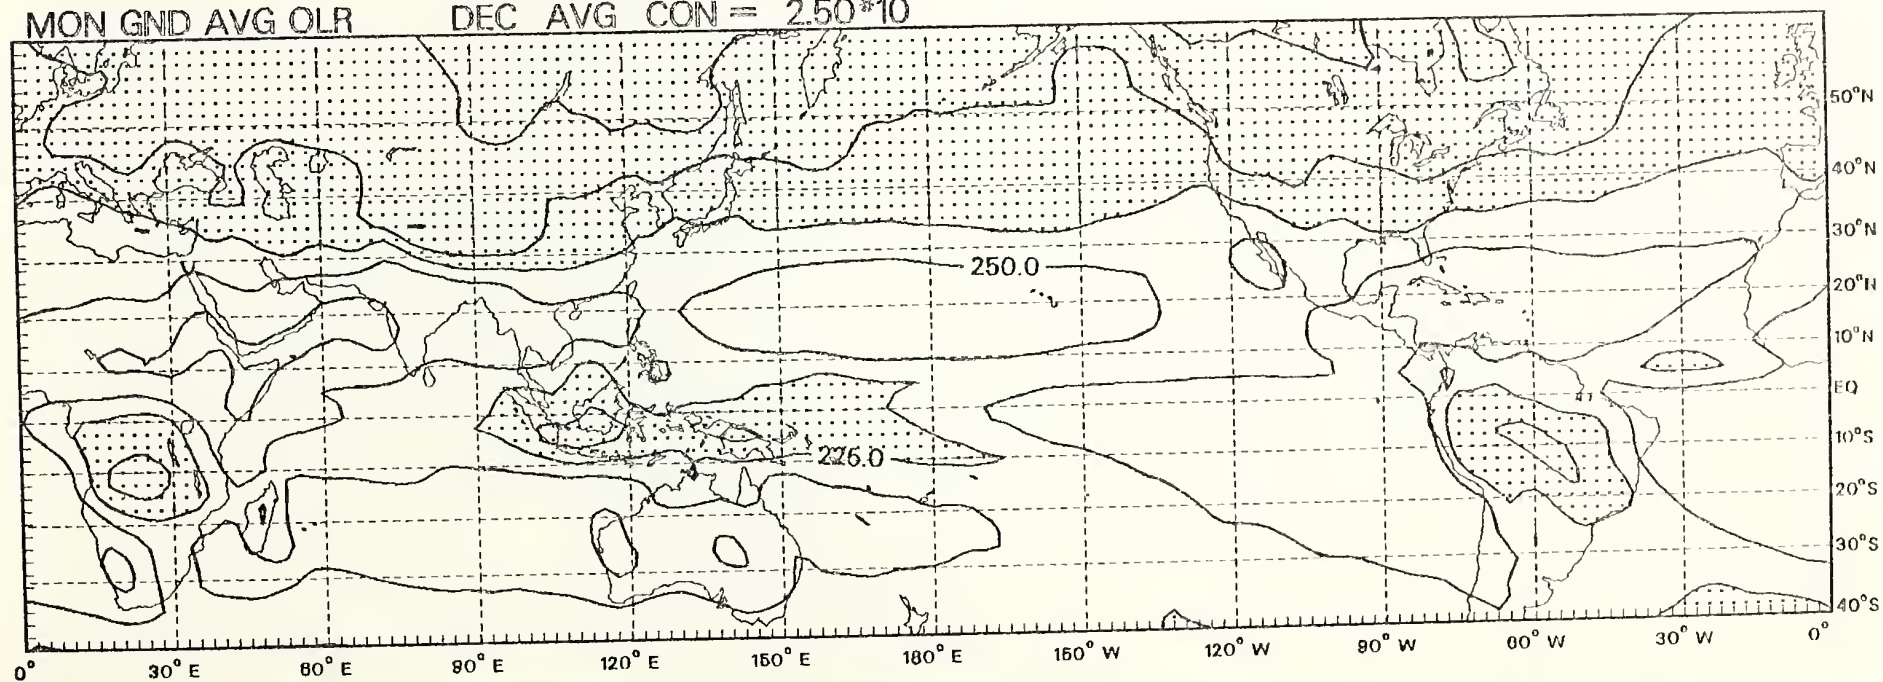 MON GND AVG OLR DEC AVG CON = 2.50*10
50°N
40°N
30°N
250.0
20°N
10°N
EQ
10°S
225.0
20°S
30°S
40°S
0° 30° E 60° E 90° E 120° E 150° E 180° E 150° W 120° W 90° W 60° W 30° W 0°